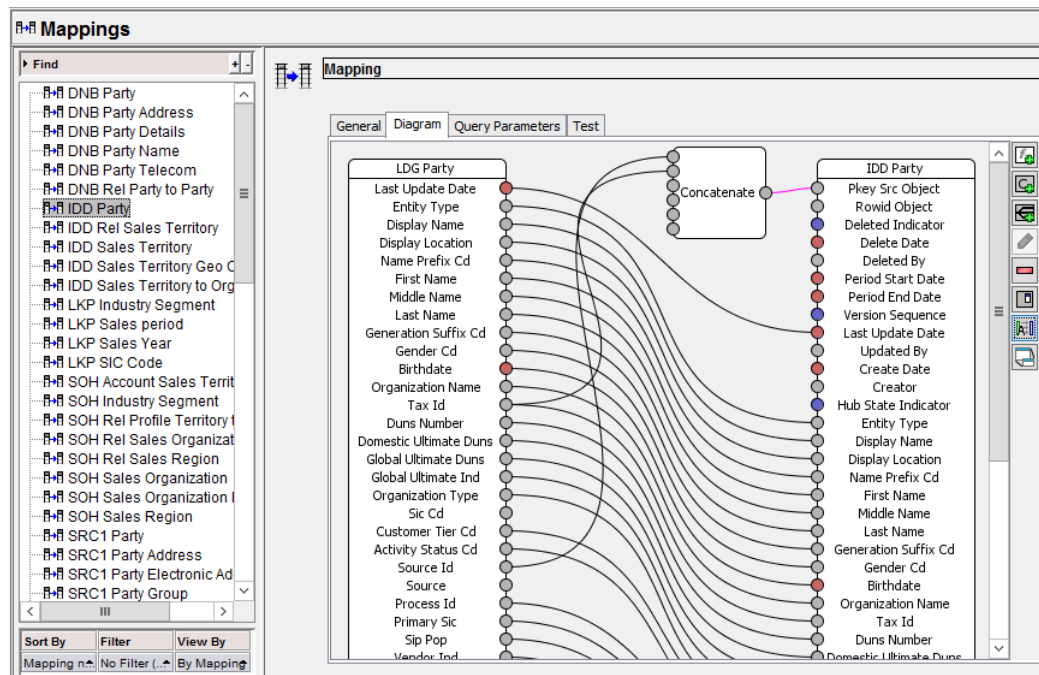 Mappings
Find
+ -
DNB Party
DNB Party Address
DNB Party Details
DNB Party Name
DNB Party Telecom
DNB Rel Party to Party
IDD Party
IDD Rel Sales Territory
IDD Sales Territory
IDD Sales Territory Geo C
IDD Sales Territory to Org
LKP Industry Segment
LKP Sales period
LKP Sales Year
LKP SIC Code
SOH Account Sales Territ
SOH Industry Segment
SOH Rel Profile Territory t
SOH Rel Sales Organizat
SOH Rel Sales Region
SOH Sales Organization
SOH Sales Organization
SOH Sales Region
SRC1 Party
SRC1 Party Address
SRC1 Party Electronic Ad
SRC1 Party Group
Sort By Filter View By
Mapping n... No Filter (... By Mapping
Mapping
General Diagram Query Parameters Test
LDG Party
Last Update Date
Entity Type
Display Name
Display Location
Name Prefix Cd
First Name
Middle Name
Last Name
Generation Suffix Cd
Gender Cd
Birthdate
Organization Name
Tax Id
Duns Number
Domestic Ultimate Duns
Global Ultimate Duns
Global Ultimate Ind
Organization Type
Sic Cd
Customer Tier Cd
Activity Status Cd
Source Id
Source
Process Id
Primary Sic
Sip Pop
Vendor Ind
Concatenate
IDD Party
Pkey Src Object
Rowid Object
Deleted Indicator
Delete Date
Deleted By
Period Start Date
Period End Date
Version Sequence
Last Update Date
Updated By
Create Date
Creator
Hub State Indicator
Entity Type
Display Name
Display Location
Name Prefix Cd
First Name
Middle Name
Last Name
Generation Suffix Cd
Gender Cd
Birthdate
Organization Name
Tax Id
Duns Number
Domestic Ultimate Duns